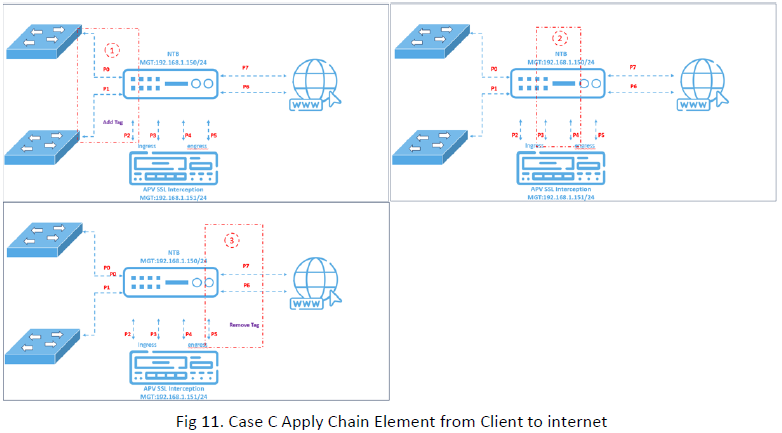 1
NTB
MGT:192.168.1.150/24
P0
P7
P1
P6
WWW
Add Tag
P2
P3
P4
P5
ingress
engress
APV SSL Interception
MGT:192.168.1.151/24
2
NTB
MGT:192.168.1.150/24
P0
P7
P1
P6
WWW
P2
P3
P4
P5
ingress
engress
APV SSL Interception
MGT:192.168.1.151/24
3
NTB
MGT:192.168.1.150/24
P0
P0
P7
P1
P6
WWW
Remove Tag
P2
P3
P4
P5
ingress
engress
APV SSL Interception
MGT:192.168.1.151/24
Fig 11. Case C Apply Chain Element from Client to internet